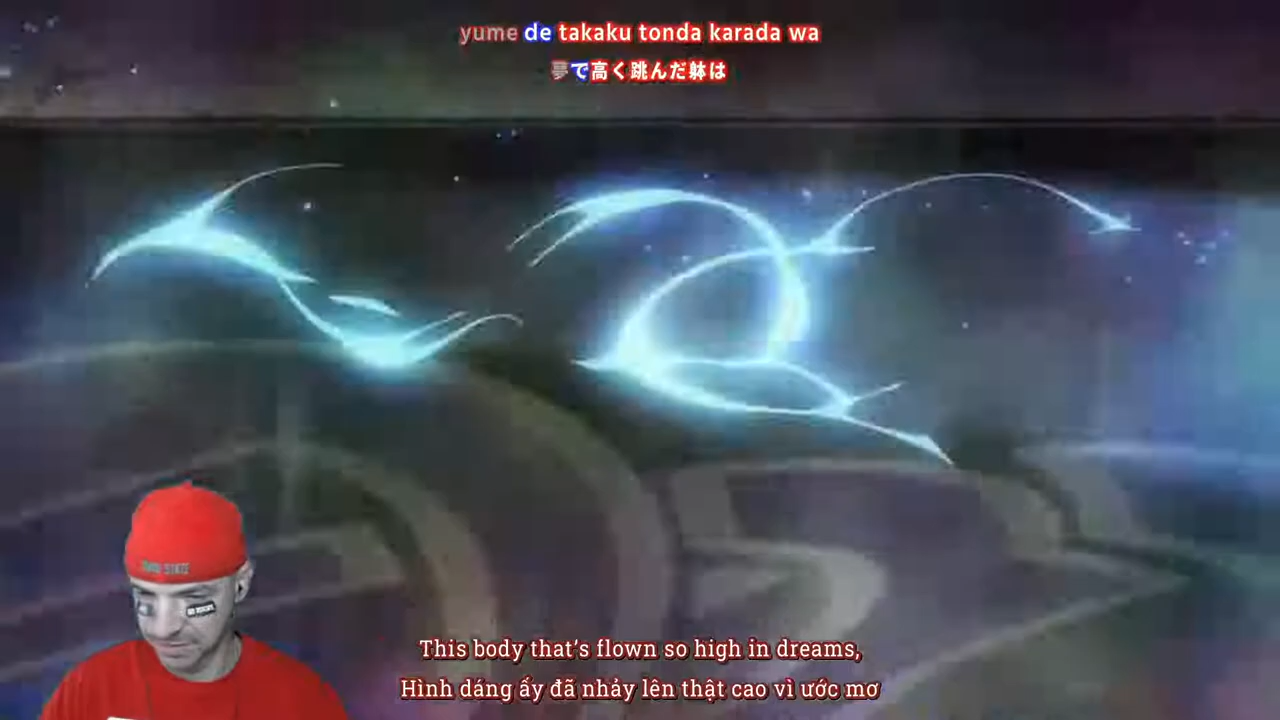 yume de takaku tonda karada wa
夢で高く跳んだ躰は
This body that's flown so high in dreams,
Hình dáng ấy đã nhảy lên thật cao vì ước mơ